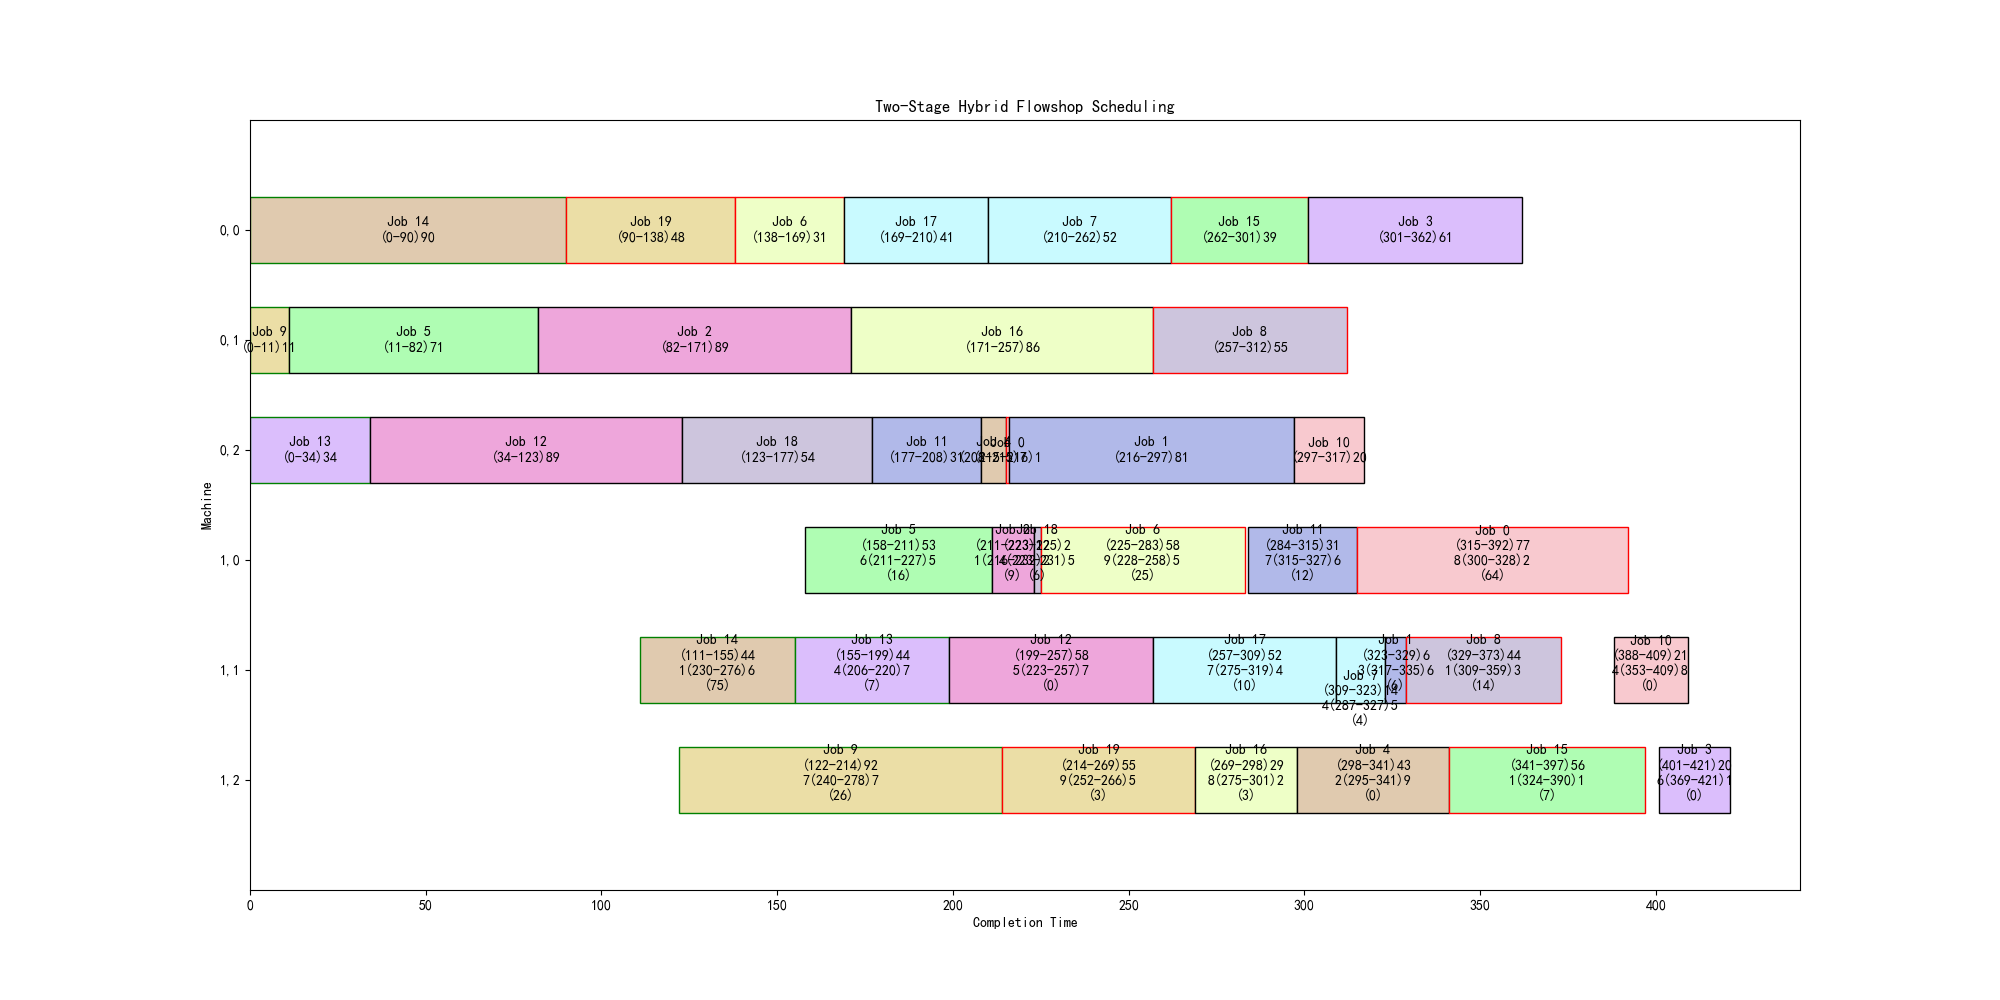 Two-Stage Hybrid Flowshop Scheduling
Machine
0,0
Job 14
(0-90)90
Job 19
(90-138)48
Job 6
(138-169)31
Job 17
(169-210)41
Job 7
(210-262)52
Job 15
(262-301)39
Job 3
(301-362)61
0,1
Job 9
(0-11)11
Job 5
(11-82)71
Job 2
(82-171)89
Job 16
(171-257)86
Job 8
(257-312)55
0,2
Job 13
(0-34)34
Job 12
(34-123)89
Job 18
(123-177)54
Job 11
(177-208)31
Job 4
Job 0
Job 1
(216-297)81
Job 10
(297-317)20
1,0
Job 5
(158-211)53
6(211-227)5
(16)
Job 2
(9)
Job 18
(223-225)2
(6)
Job 6
(225-283)58
9(228-258)5
(25)
Job 11
(284-315)31
7(315-327)6
(12)
Job 0
(315-392)77
8(300-328)2
(64)
1,1
Job 14
(111-155)44
1(230-276)6
(75)
Job 13
(155-199)44
4(206-220)7
(7)
Job 12
(199-257)58
5(223-257)7
(0)
Job 17
(257-309)52
7(275-319)4
(10)
Job 7
(309-323)14
4(287-327)5
(4)
Job 1
(323-329)6
3(317-335)6
(6)
Job 8
(329-373)44
1(309-359)3
(14)
Job 10
(388-409)21
4(353-409)8
(0)
1,2
Job 9
(122-214)92
7(240-278)7
(26)
Job 19
(214-269)55
9(252-266)5
(3)
Job 16
(269-298)29
8(275-301)2
(3)
Job 4
(298-341)43
2(295-341)9
(0)
Job 15
(341-397)56
1(324-390)1
(7)
Job 3
(401-421)20
6(369-421)1
(0)
0 50 100 150 200 250 300 350 400
Completion Time